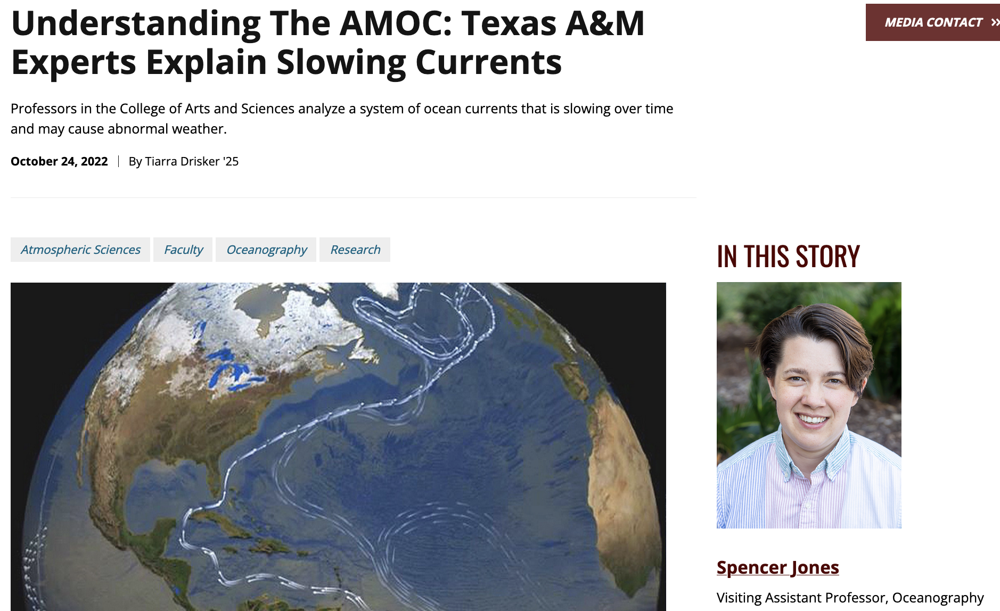 Understanding The AMOC: Texas A&M
Experts Explain Slowing Currents
MEDIA CONTACT »
Professors in the College of Arts and Sciences analyze a system of ocean currents that is slowing over time
and may cause abnormal weather.
October 24, 2022 | By Tiarra Drisker '25
Atmospheric Sciences Faculty Oceanography Research
IN THIS STORY
Spencer Jones
Visiting Assistant Professor, Oceanography